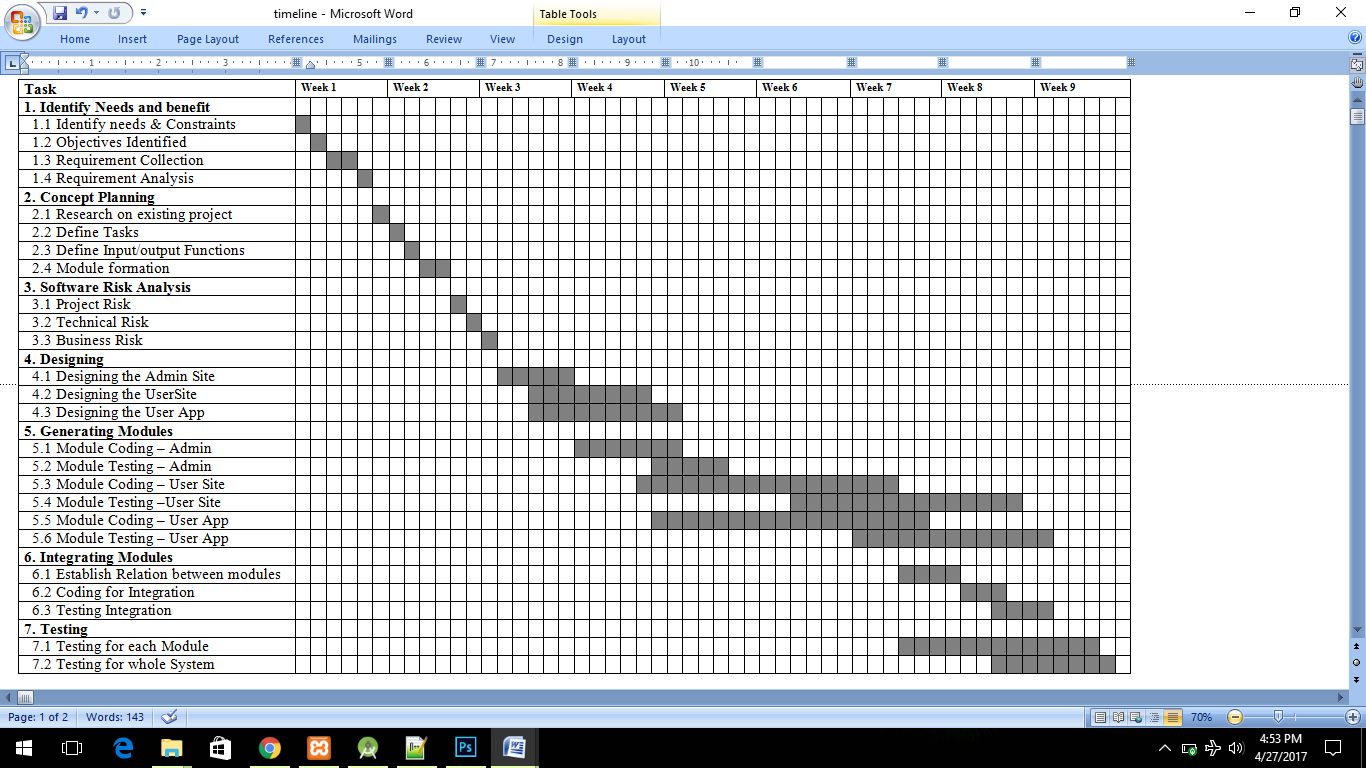 timeline - Microsoft Word
Table Tools
Home Insert Page Layout References Mailings Review View Design Layout
1 2 3 5 6 7 8 9 10
Task Week 1 Week 2 Week 3 Week 4 Week 5 Week 6 Week 7 Week 8 Week 9
1. Identify Needs and benefit
1.1 Identify needs & Constraints
1.2 Objectives Identified
1.3 Requirement Collection
1.4 Requirement Analysis
2. Concept Planning
2.1 Research on existing project
2.2 Define Tasks
2.3 Define Input/output Functions
2.4 Module formation
3. Software Risk Analysis
3.1 Project Risk
3.2 Technical Risk
3.3 Business Risk
4. Designing
4.1 Designing the Admin Site
4.2 Designing the UserSite
4.3 Designing the User App
5. Generating Modules
5.1 Module Coding – Admin
5.2 Module Testing – Admin
5.3 Module Coding – User Site
5.4 Module Testing –User Site
5.5 Module Coding – User App
5.6 Module Testing – User App
6. Integrating Modules
6.1 Establish Relation between modules
6.2 Coding for Integration
6.3 Testing Integration
7. Testing
7.1 Testing for each Module
7.2 Testing for whole System
Page: 1 of 2 Words: 143 70%
4:53 PM
4/27/2017